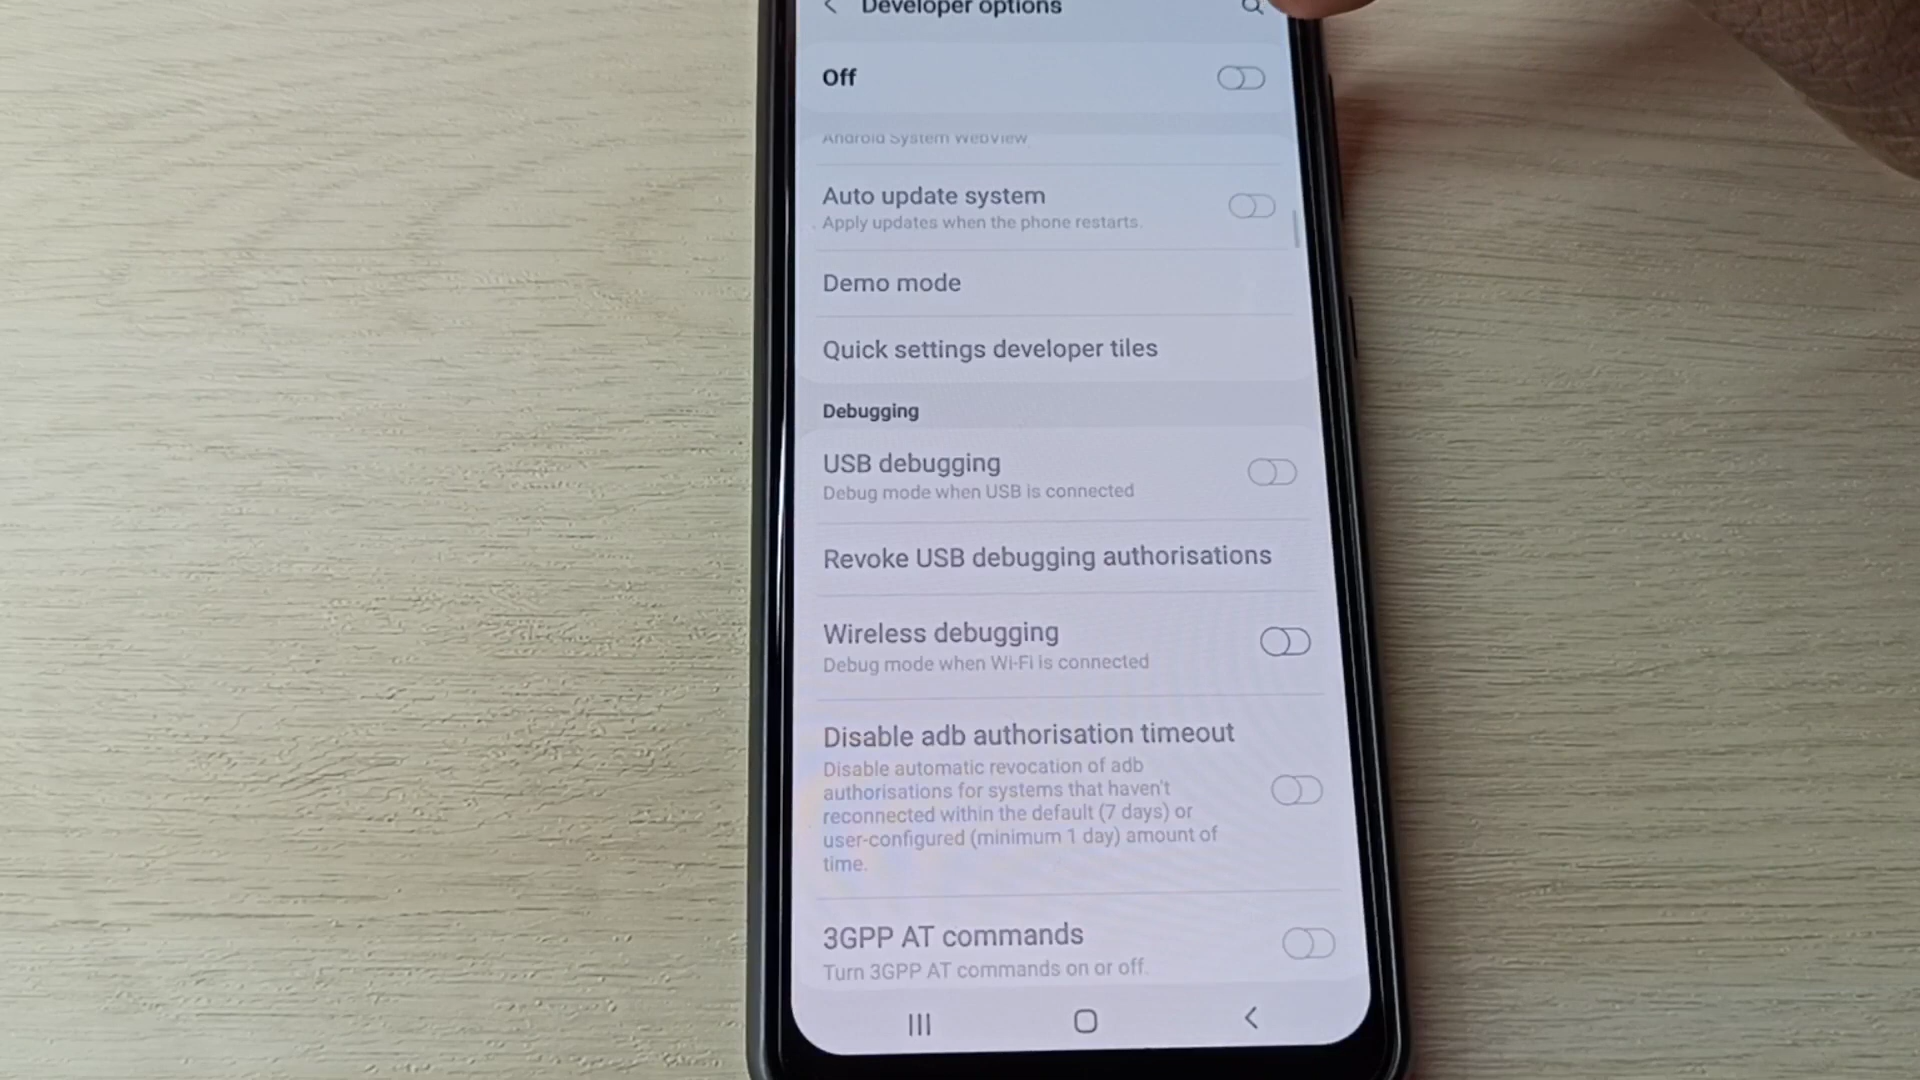 Developer options
Off
Android System WebView
Auto update system
Apply updates when the phone restarts.
Demo mode
Quick settings developer tiles
Debugging
USB debugging
Debug mode when USB is connected
Revoke USB debugging authorisations
Wireless debugging
Debug mode when Wi-Fi is connected
Disable adb authorisation timeout
Disable automatic revocation of adb
authorisations for systems that haven't
reconnected within the default (7 days) or
user-configured (minimum 1 day) amount of
time.
3GPP AT commands
Turn 3GPP AT commands on or off.